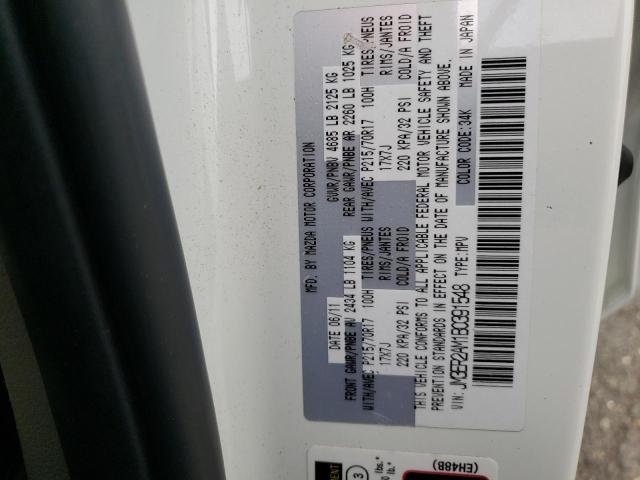 MFD. BY MAZDA MOTOR CORPORATION
DATE 06/11
GVWR/PNBV 4685 LB 2125 KG
FRONT GAWR/PNBE AV 2434 LB 1104 KG
REAR GAWR/PNBE AR 2260 LB 1025 KG
WITH/AVEC P215/70R17 100H TIRES/PNEUS
WITH/AVEC P215/70R17 100H TIRES/PNEUS
17X7J RIMS/JANTES
17X7J RIMS/JANTES
220 KPA/32 PSI COLD/A FROID
220 KPA/32 PSI COLD/A FROID
THIS VEHICLE CONFORMS TO ALL APPLICABLE FEDERAL MOTOR VEHICLE SAFETY AND THEFT
PREVENTION STANDARDS IN EFFECT ON THE DATE OF MANUFACTURE SHOWN ABOVE.
COLOR CODE:34K MADE IN JAPAN
VIN: JM3ER2WM1B0391548 TYPE:MPV
(EH48B)
3
lbs.*
lb.*